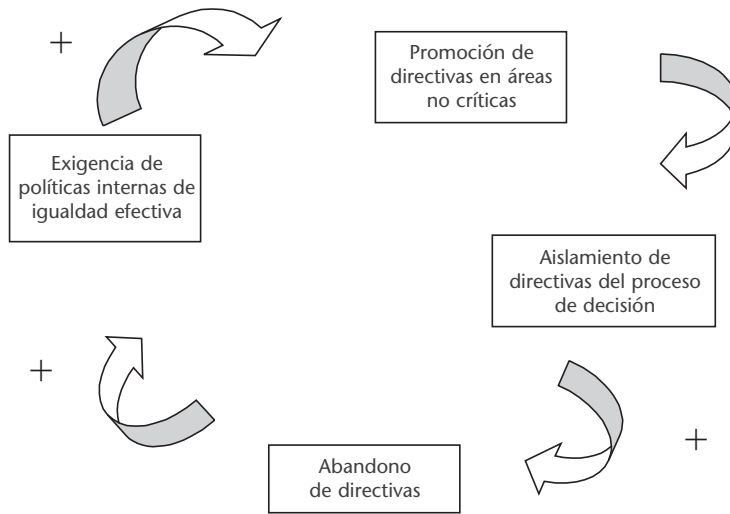 +
Promoción de
directivas en áreas
no críticas
Exigencia de
políticas internas de
igualdad efectiva
Aislamiento de
directivas del proceso
de decisión
+
+
Abandono
de directivas